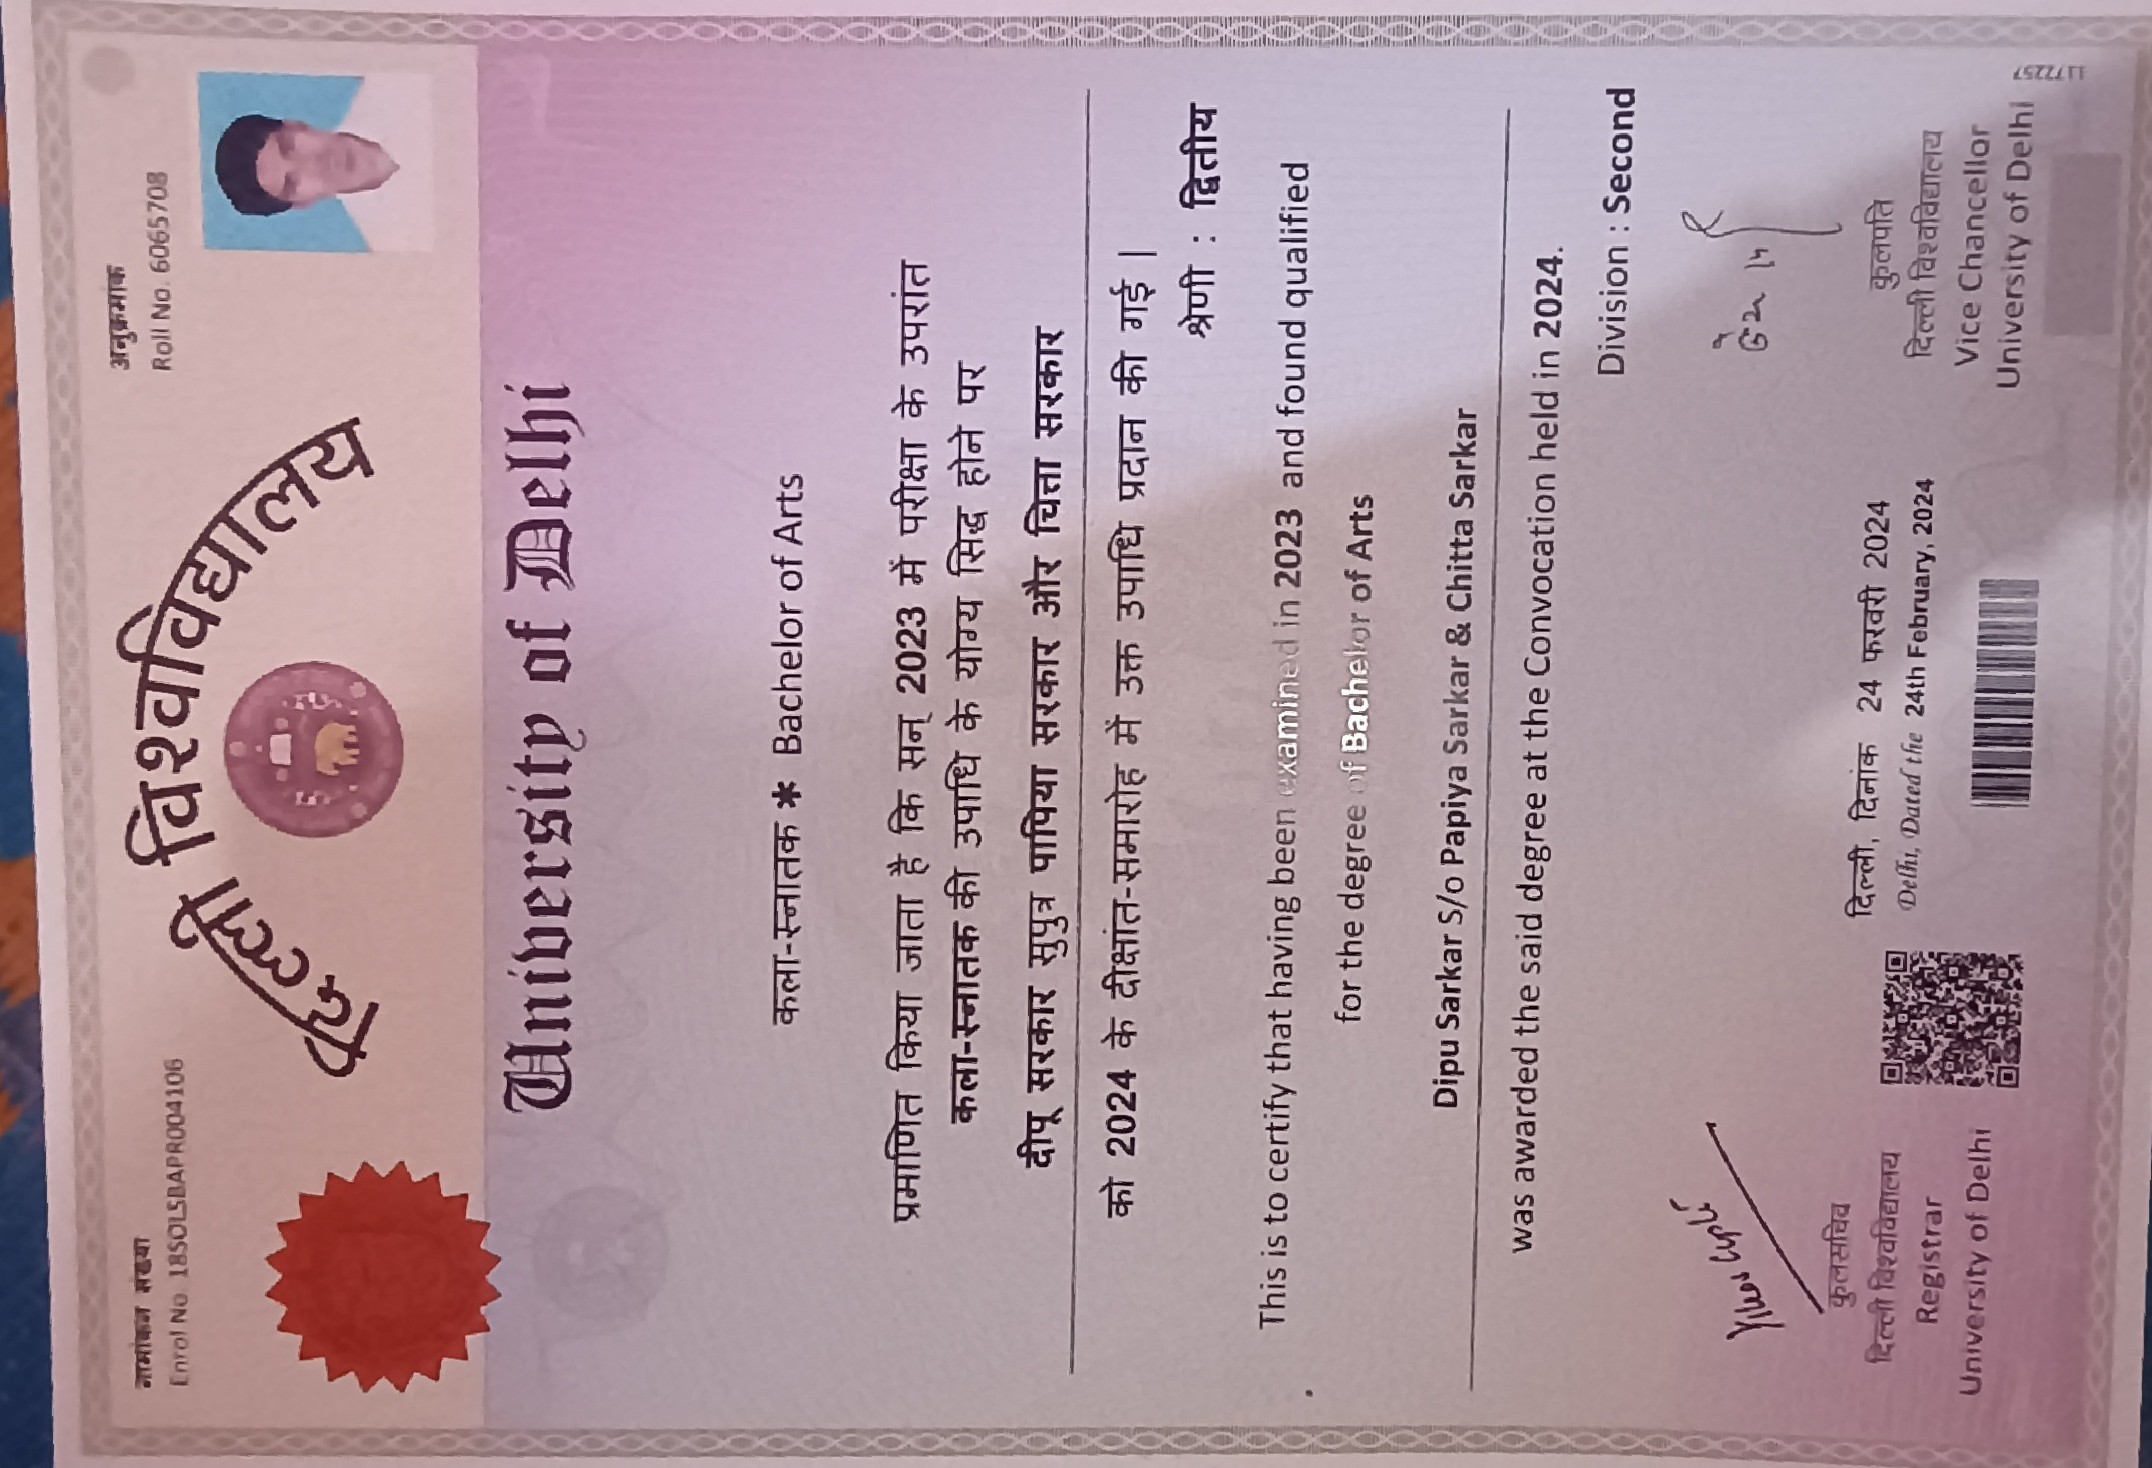 नामांकन संख्या
Enrol No. 18SOLSBAPR004106
अनुक्रमांक
Roll No. 6065708
दिल्ली विश्वविद्यालय
University of Delhi
कला-स्नातक * Bachelor of Arts
प्रमाणित किया जाता है कि सन् 2023 में परीक्षा के उपरांत
कला-स्नातक की उपाधि के योग्य सिद्ध होने पर
दीपू सरकार सुपुत्र पापिया सरकार और चित्ता सरकार
को 2024 के दीक्षांत-समारोह में उक्त उपाधि प्रदान की गई |
श्रेणी : द्वितीय
This is to certify that having been examined in 2023 and found qualified
for the degree of Bachelor of Arts
Dipu Sarkar S/o Papiya Sarkar & Chitta Sarkar
was awarded the said degree at the Convocation held in 2024.
Division : Second
कुलसचिव
दिल्ली विश्वविद्यालय
Registrar
University of Delhi
दिल्ली, दिनांक 24 फरवरी 2024
Delhi, Dated the 24th February, 2024
कुलपति
दिल्ली विश्वविद्यालय
Vice Chancellor
University of Delhi
1177257